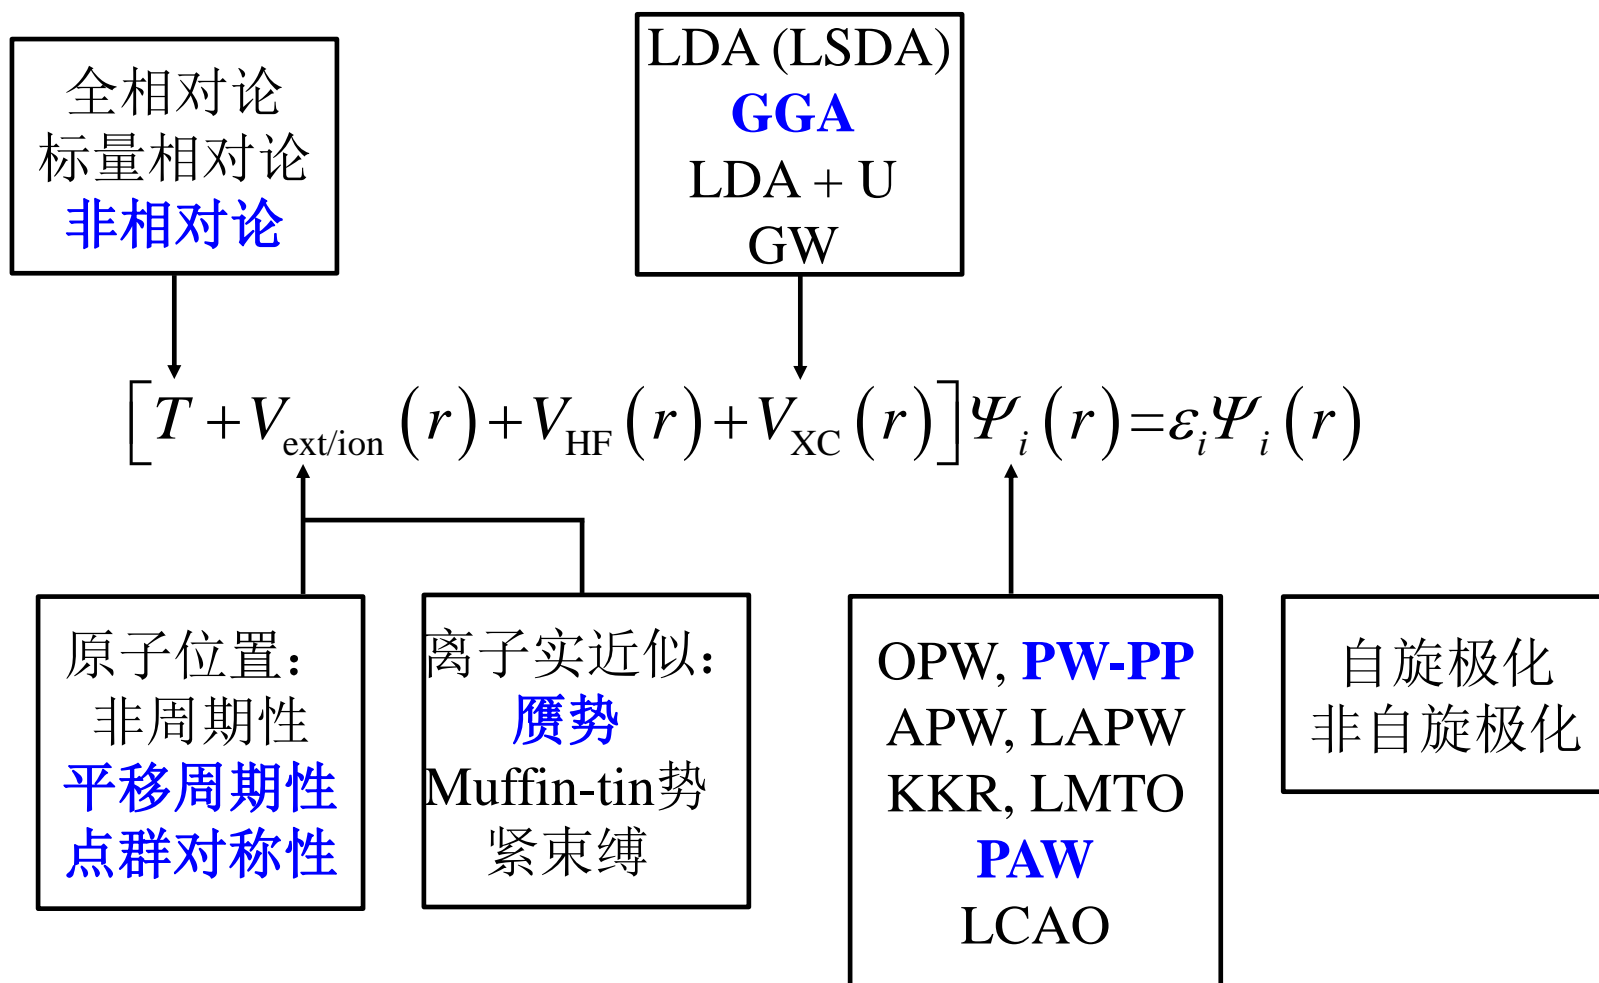 全相对论
标量相对论
非相对论
LDA (LSDA)
GGA
LDA + U
GW
[T + V_ext/ion (r) + V_HF (r) + V_XC (r)] Ψ_i (r) = ε_i Ψ_i (r)
原子位置：
非周期性
平移周期性
点群对称性
离子实近似：
赝势
Muffin-tin势
紧束缚
OPW, PW-PP
APW, LAPW
KKR, LMTO
PAW
LCAO
自旋极化
非自旋极化